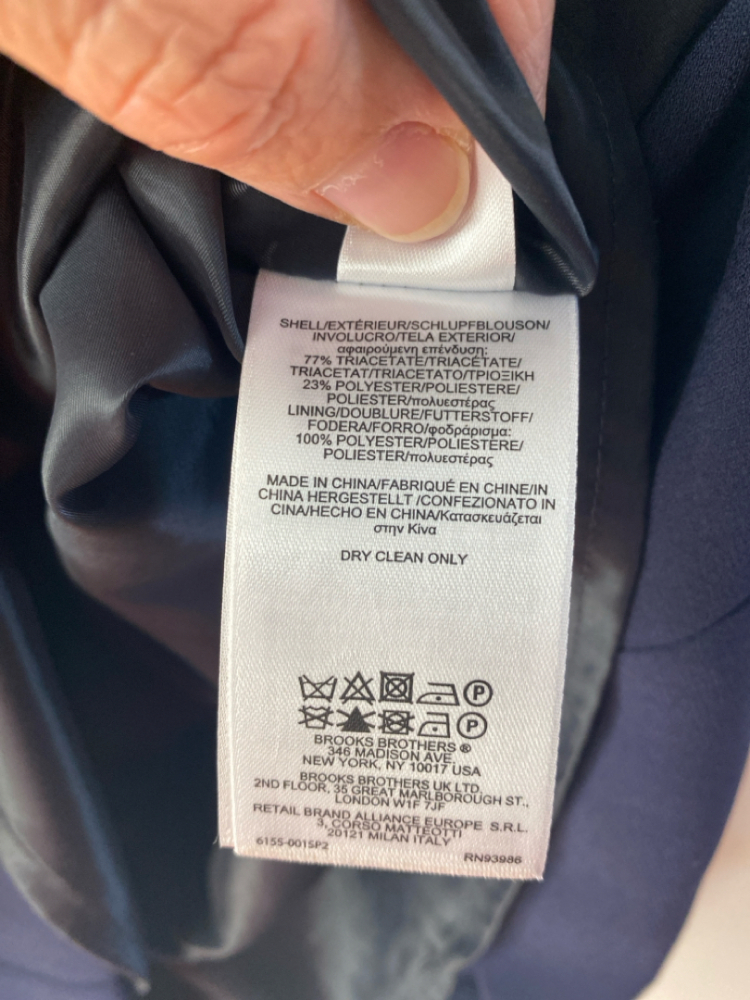 SHELL/EXTÉRIEUR/SCHLUPFBLOUSON/
INVOLUCRO/TELA EXTERIOR/
αφαιρούμενη επένδυση:
77% TRIACETATE/TRIACÉTATE/
TRIACETAT/TRIACETATO/ΤΡΙΟΞΙΚΗ
23% POLYESTER/POLIESTERE/
POLIESTER/πολυεστέρας
LINING/DOUBLURE/FUTTERSTOFF/
FODERA/FORRO/φοδράρισμα:
100% POLYESTER/POLIESTERE/
POLIESTER/πολυεστέρας
MADE IN CHINA/FABRIQUÉ EN CHINE/IN
CHINA HERGESTELLT /CONFEZIONATO IN
CINA/HECHO EN CHINA/Κατασκευάζεται
στην Κίνα
DRY CLEAN ONLY
P
P
BROOKS BROTHERS ®
346 MADISON AVE.
NEW YORK, NY 10017 USA
BROOKS BROTHERS UK LTD.
2ND FLOOR, 35 GREAT MARLBOROUGH ST.,
LONDON W1F 7JF
RETAIL BRAND ALLIANCE EUROPE S.R.L.
3, CORSO MATTEOTTI
20121 MILAN ITALY
6155-001SP2 RN93986